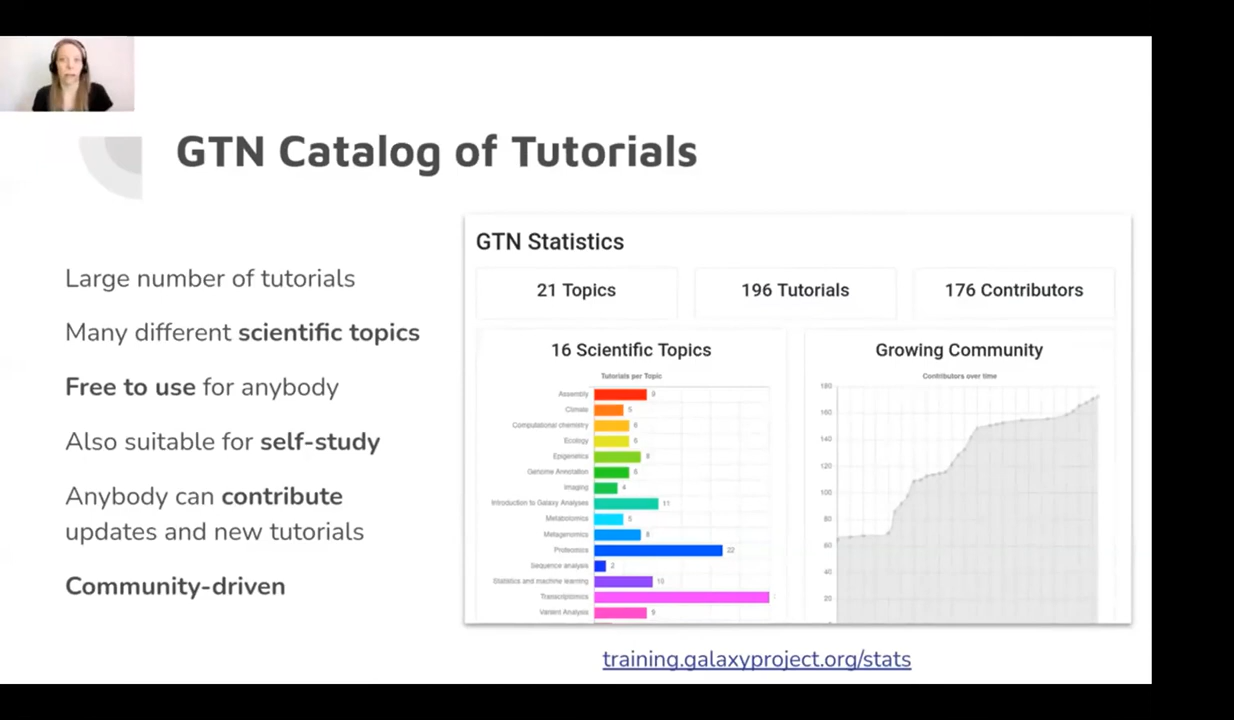 GTN Catalog of Tutorials
Large number of tutorials
Many different scientific topics
Free to use for anybody
Also suitable for self-study
Anybody can contribute
updates and new tutorials
Community-driven
GTN Statistics
21 Topics
196 Tutorials
176 Contributors
16 Scientific Topics
Tutorials per Topic
Assembly 9
Climate 5
Computational chemistry 6
Ecology 6
Epigenetics 8
Genome Annotation 6
Imaging 4
Introduction to Galaxy Analyses 11
Metabolomics 5
Metagenomics 8
Proteomics 22
Sequence analysis 2
Statistics and machine learning 10
Transcriptomics
Variant Analysis 9
Growing Community
Contributors over time
180
160
140
120
100
80
60
40
20
training.galaxyproject.org/stats